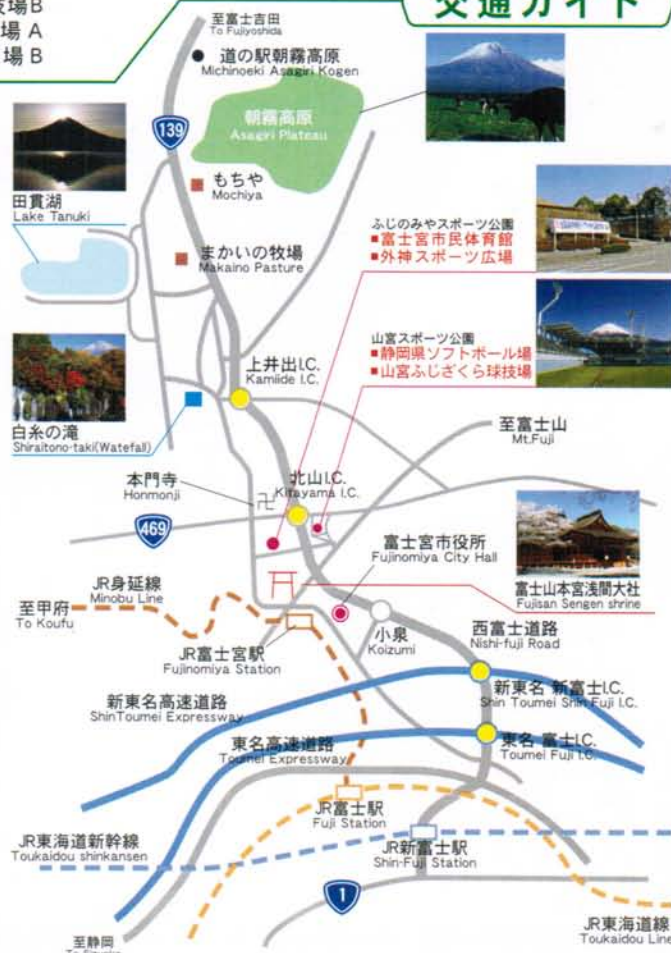 場B
場 A
場 B
交通ガイド
至富士吉田
To Fujiyoshida
道の駅朝霧高原
Michinoeki Asagiri Kogen
朝霧高原
Asagiri Plateau
139
田貫湖
Lake Tanuki
もちや
Mochiya
まかいの牧場
Makaino Pasture
ふじのみやスポーツ公園
■富士宮市民体育館
■外神スポーツ広場
山宮スポーツ公園
■静岡県ソフトボール場
■山宮ふじざくら球技場
上井出I.C.
Kamiide I.C.
白糸の滝
Shiraitono-taki(Watefall)
至富士山
Mt.Fuji
本門寺
Honmonji
卍
北山I.C.
Kitayama I.C.
469
富士宮市役所
Fujinomiya City Hall
富士山本宮浅間大社
Fujisan Sengen shrine
JR身延線
Minobu Line
至甲府
To Koufu
小泉
Koizumi
西富士道路
Nishi-fuji Road
JR富士宮駅
Fujinomiya Station
新東名高速道路
ShinToumei Expressway
新東名 新富士I.C.
Shin Toumei Shin Fuji I.C.
東名高速道路
Toumei Expressway
東名 富士I.C.
Toumei Fuji I.C.
JR富士駅
Fuji Station
JR東海道新幹線
Toukaidou shinkansen
JR新富士駅
Shin-Fuji Station
1
至静岡
JR東海道線
Toukaidou Line